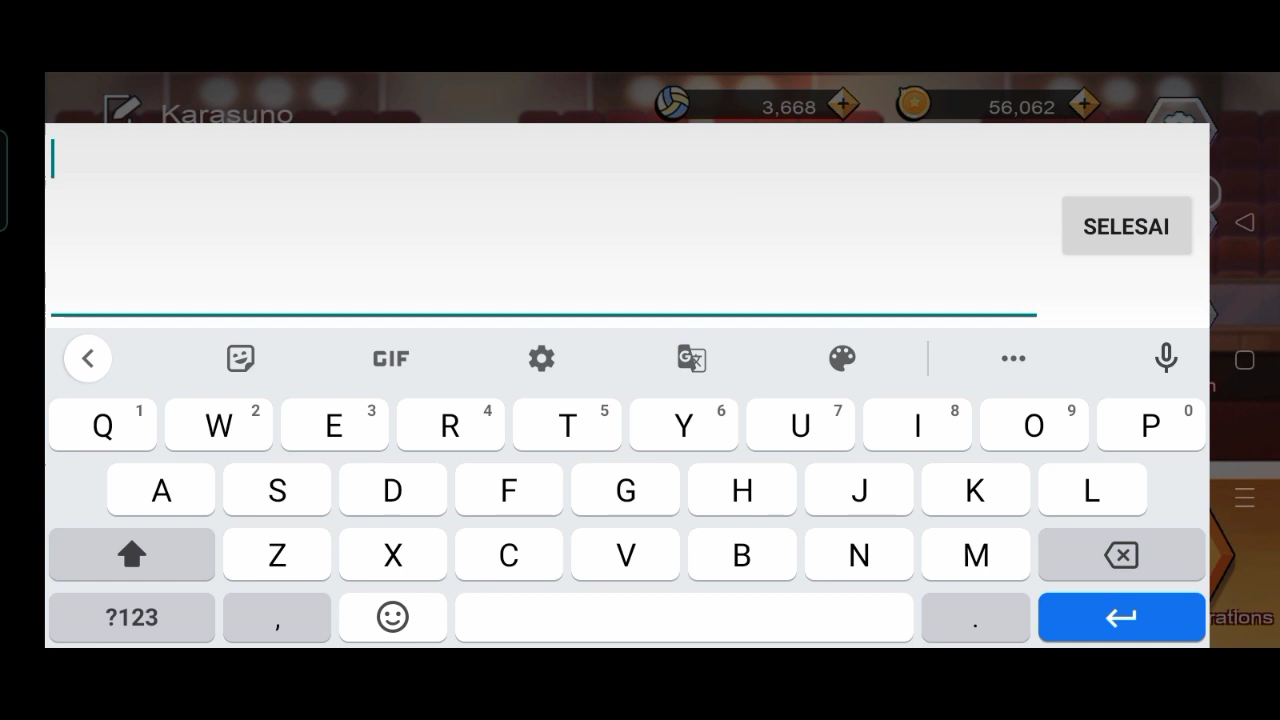 Karasuno
3,668
56,062
SELESAI
GIF
Q 1 W 2 E 3 R 4 T 5 Y 6 U 7 I 8 O 9 P 0
A S D F G H J K L
Z X C V B N M
?123 , .
rations